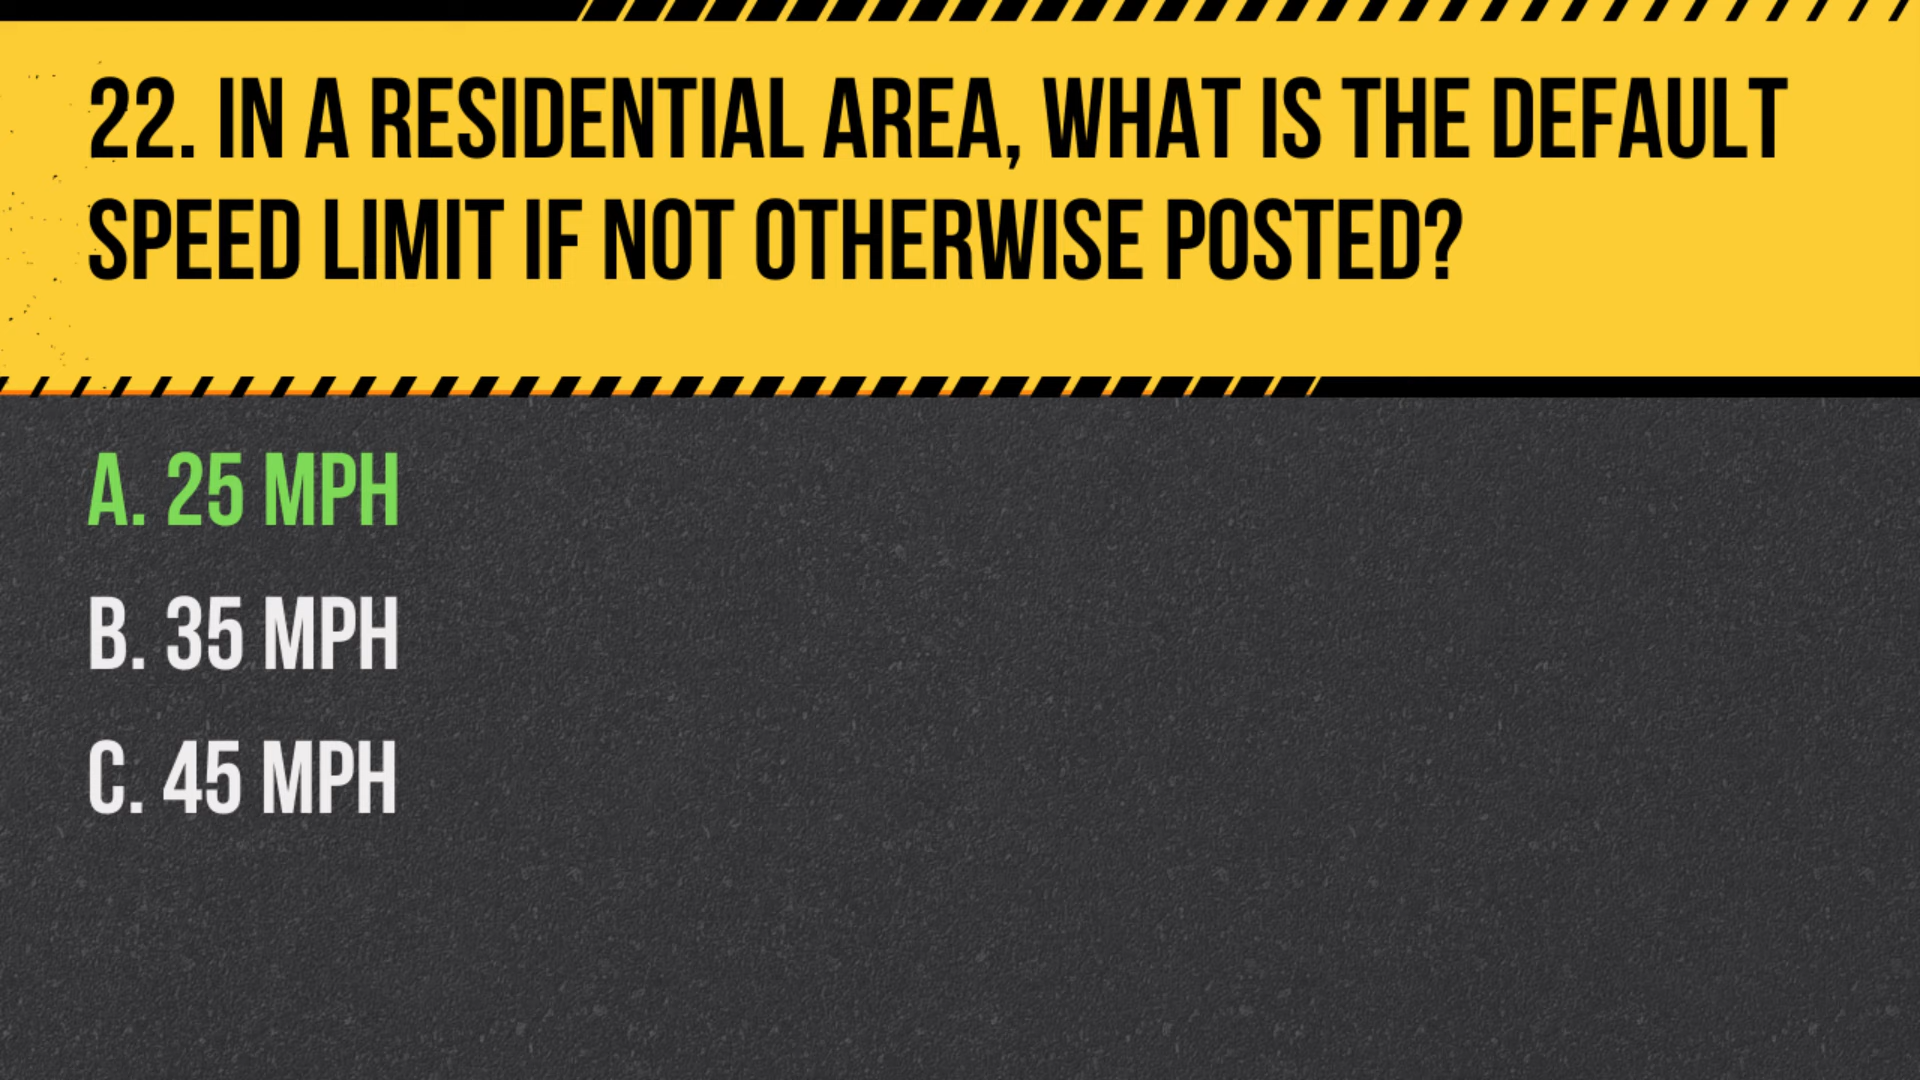 22. IN A RESIDENTIAL AREA, WHAT IS THE DEFAULT
SPEED LIMIT IF NOT OTHERWISE POSTED?
A. 25 MPH
B. 35 MPH
C. 45 MPH